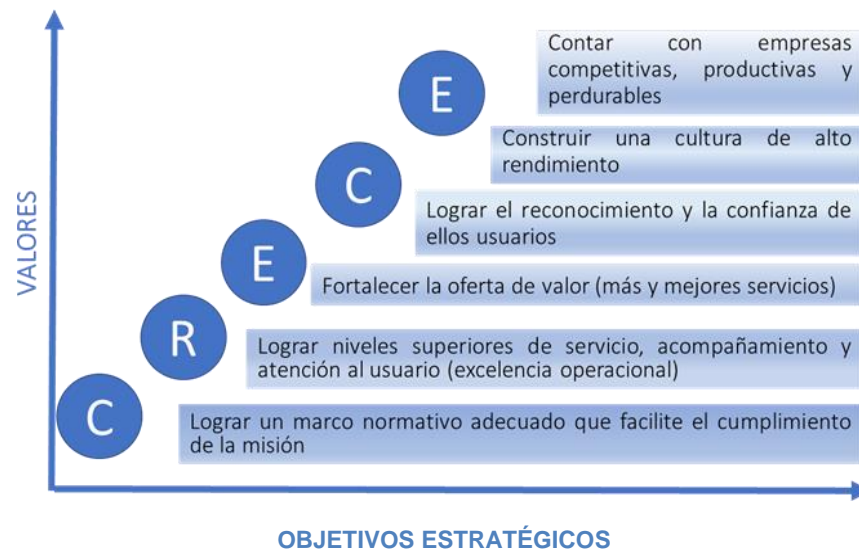 VALORES
E
Contar con empresas
competitivas, productivas y
perdurables
Construir una cultura de alto
rendimiento
C
Lograr el reconocimiento y la confianza de
ellos usuarios
E
Fortalecer la oferta de valor (más y mejores servicios)
R
Lograr niveles superiores de servicio, acompañamiento y
atención al usuario (excelencia operacional)
C
Lograr un marco normativo adecuado que facilite el cumplimiento
de la misión
OBJETIVOS ESTRATÉGICOS